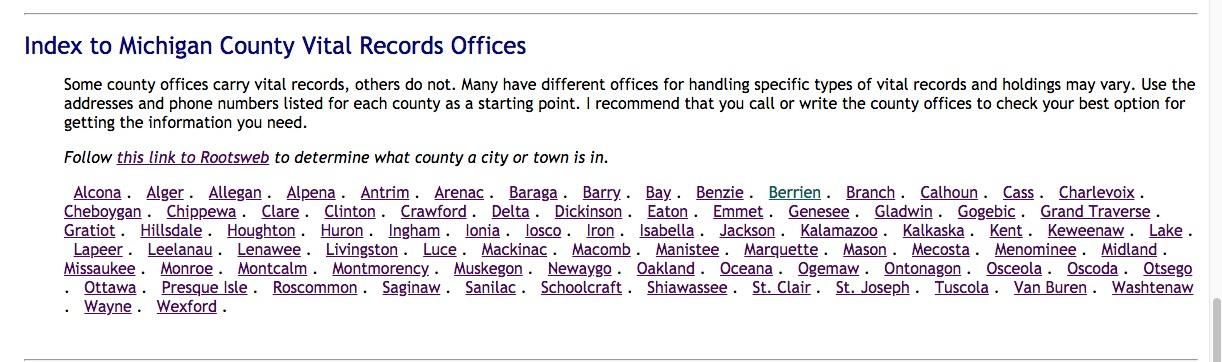 Index to Michigan County Vital Records Offices
Some county offices carry vital records, others do not. Many have different offices for handling specific types of vital records and holdings may vary. Use the
addresses and phone numbers listed for each county as a starting point. I recommend that you call or write the county offices to check your best option for
getting the information you need.
Follow this link to Rootsweb to determine what county a city or town is in.
Alcona . Alger . Allegan . Alpena . Antrim . Arenac . Baraga . Barry . Bay . Benzie . Berrien . Branch . Calhoun . Cass . Charlevoix .
Cheboygan . Chippewa . Clare . Clinton . Crawford . Delta . Dickinson . Eaton . Emmet . Genesee . Gladwin . Gogebic . Grand Traverse .
Gratiot . Hillsdale . Houghton . Huron . Ingham . Ionia . Iosco . Iron . Isabella . Jackson . Kalamazoo . Kalkaska . Kent . Keweenaw . Lake .
Lapeer . Leelanau . Lenawee . Livingston . Luce . Mackinac . Macomb . Manistee . Marquette . Mason . Mecosta . Menominee . Midland .
Missaukee . Monroe . Montcalm . Montmorency . Muskegon . Newaygo . Oakland . Oceana . Ogemaw . Ontonagon . Osceola . Oscoda . Otsego
. Ottawa . Presque Isle . Roscommon . Saginaw . Sanilac . Schoolcraft . Shiawassee . St. Clair . St. Joseph . Tuscola . Van Buren . Washtenaw
. Wayne . Wexford .